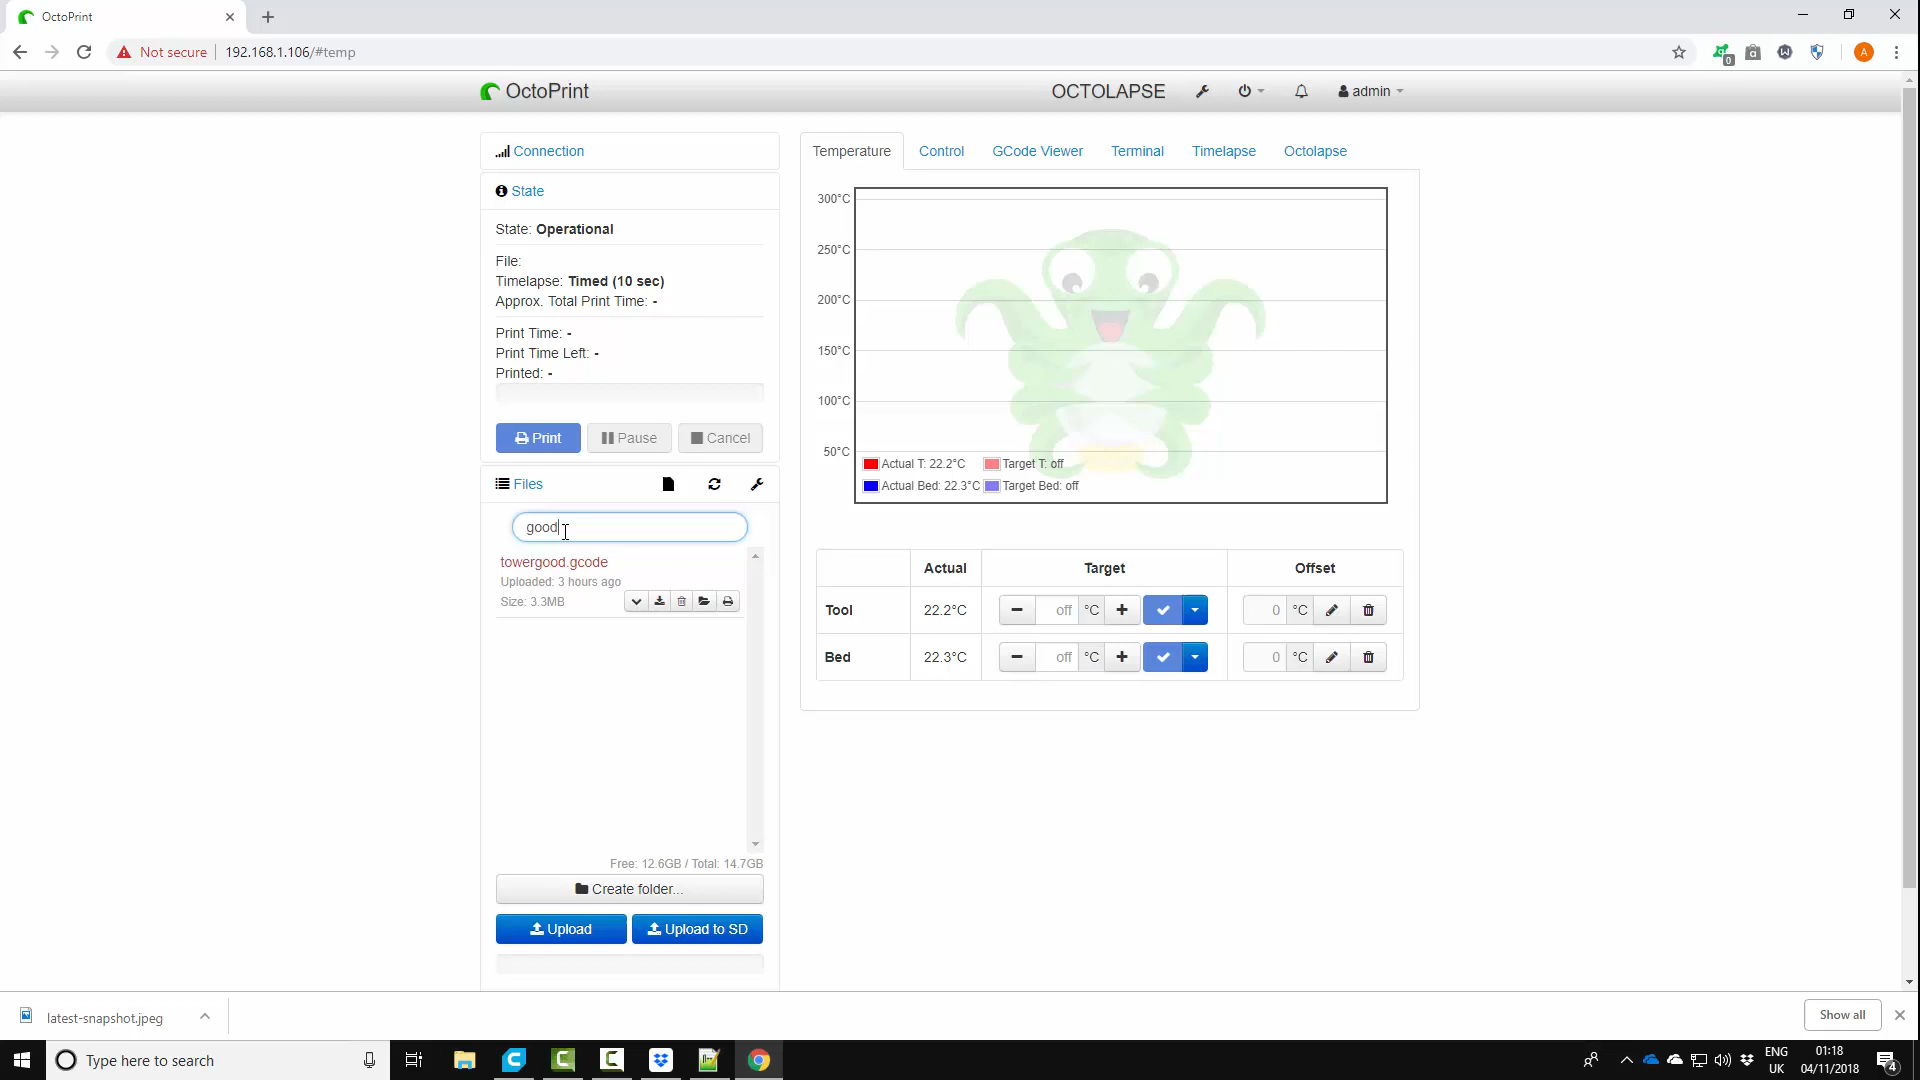 OctoPrint
Not secure
192.168.1.106/#temp
0
A
OctoPrint
OCTOLAPSE
admin
Connection
State
State: Operational
File:
Timelapse: Timed (10 sec)
Approx. Total Print Time: -
Print Time: -
Print Time Left: -
Printed: -
Print
Pause
Cancel
Files
good
towergood.gcode
Uploaded: 3 hours ago
Size: 3.3MB
Free: 12.6GB / Total: 14.7GB
Create folder...
Upload
Upload to SD
Temperature
Control
GCode Viewer
Terminal
Timelapse
Octolapse
300°C
250°C
200°C
150°C
100°C
50°C
Actual T: 22.2°C
Target T: off
Actual Bed: 22.3°C
Target Bed: off
Actual
Target
Offset
Tool
22.2°C
off
°C
0
°C
Bed
22.3°C
off
°C
0
°C
latest-snapshot.jpeg
Show all
Type here to search
ENG
UK
01:18
04/11/2018
4